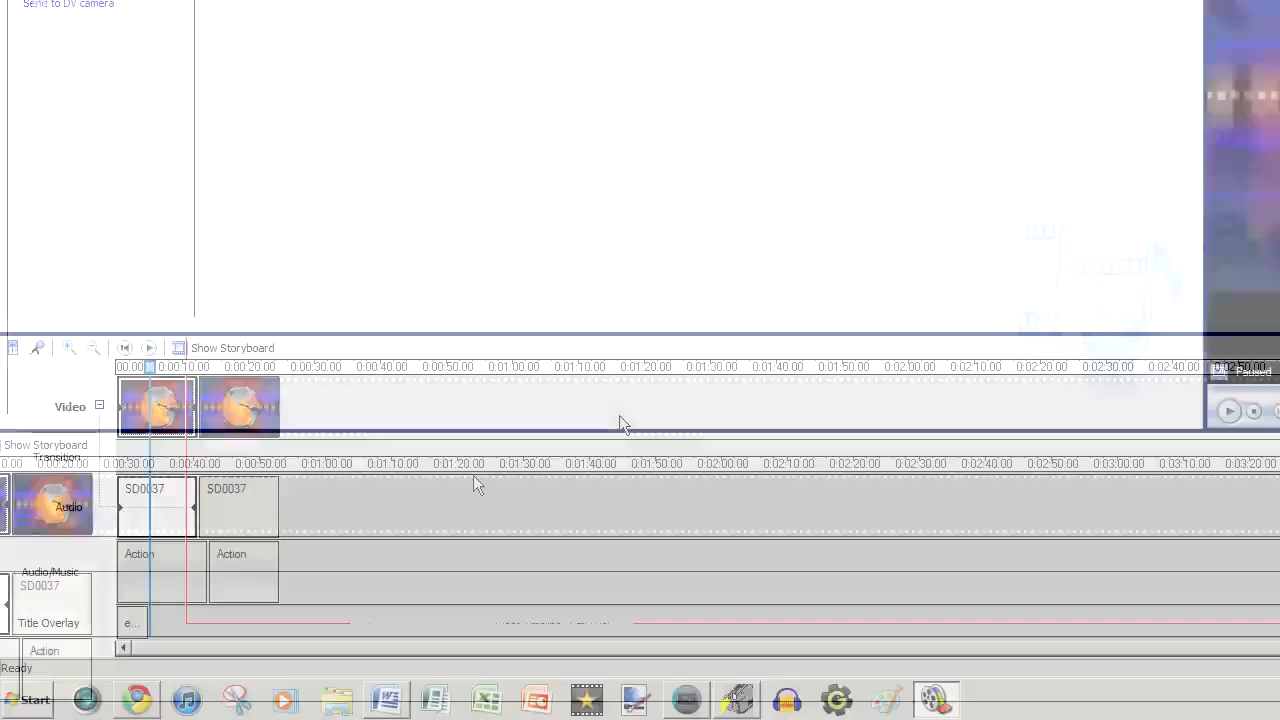 Send to DV camera
Show Storyboard
00:00 0:00:10.00 0:00:20.00 0:00:30.00 0:00:40.00 0:00:50.00 0:01:00.00 0:01:10.00 0:01:20.00 0:01:30.00 0:01:40.00 0:01:50.00 0:02:00.00 0:02:10.00 0:02:20.00 0:02:30.00 0:02:40.00 0:02:50.00
Paused
Video
Show Storyboard
Transition
0.00 0:00:20.00 0:00:30.00 0:00:40.00 0:00:50.00 0:01:00.00 0:01:10.00 0:01:20.00 0:01:30.00 0:01:40.00 0:01:50.00 0:02:00.00 0:02:10.00 0:02:20.00 0:02:30.00 0:02:40.00 0:02:50.00 0:03:00.00 0:03:10.00 0:03:20.00
SD0037 SD0037
Audio
Action Action
Audio/Music
SD0037
Title Overlay
e...
Action
Ready
Start